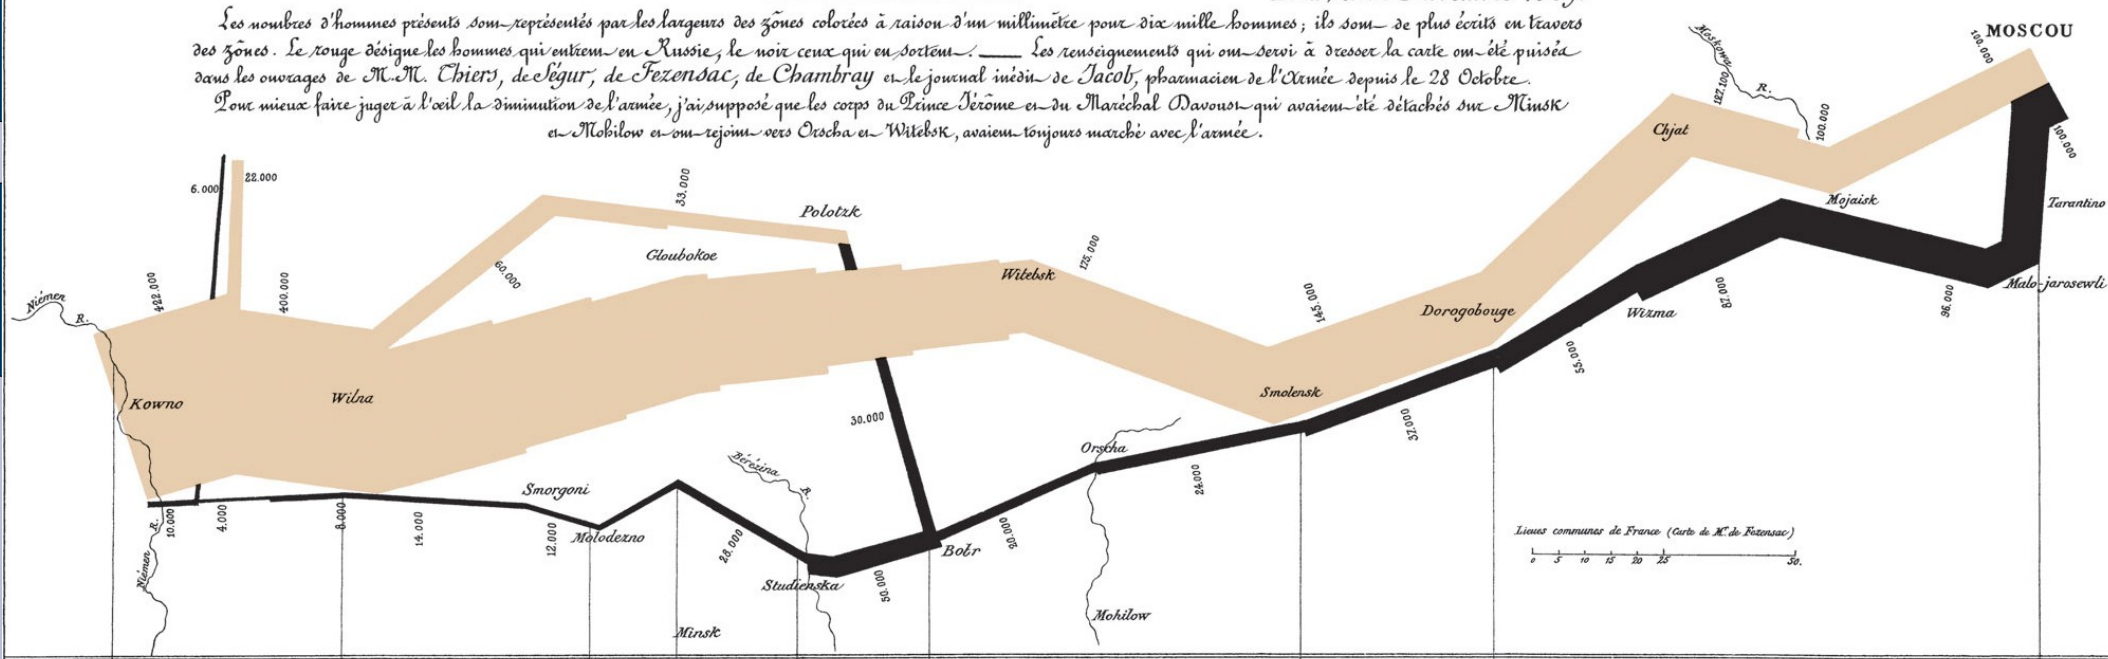 Les nombres d'hommes présents sont représentés par les largeurs des zônes colorées à raison d'un millimètre pour dix mille hommes; ils sont de plus écrits en travers
des zônes. Le rouge désigne les hommes qui entrent en Russie, le noir ceux qui en sortent. — Les renseignements qui ont servi à dresser la carte ont été puisés
dans les ouvrages de M.M. Thiers, de Ségur, de Fezensac, de Chambray et le journal inédit de Jacob, pharmacien de l'Armée depuis le 28 Octobre.
Pour mieux faire juger à l'œil la diminution de l'armée, j'ai supposé que les corps du Prince Jérôme et du Maréchal Davoust qui avaient été détachés sur Minsk
et Mohilow et ont rejoint vers Orscha et Witebsk, avaient toujours marché avec l'armée.
MOSCOU
100.000
Moskowa
R.
127.100
100.000
Chjat
Mojaisk
100.000
Tarantino
Malo-jarosewli
6.000
22.000
33.000
Polotzk
Gloubokoe
60.000
422.000
400.000
Niémen
R.
Kowno
Wilna
Witebsk
175.000
145.000
Dorogobouge
Smolensk
Wizma
82.000
96.000
55.000
37.000
30.000
Bérézina
R.
Orscha
24.000
Smorgoni
Molodezno
10.000
4.000
8.000
14.000
12.000
28.000
Studienska
50.000
Bobr
20.000
Niémen
R.
Minsk
Mohilow
Lieues communes de France (Carte de M. de Fezensac)
0 5 10 15 20 25 50.